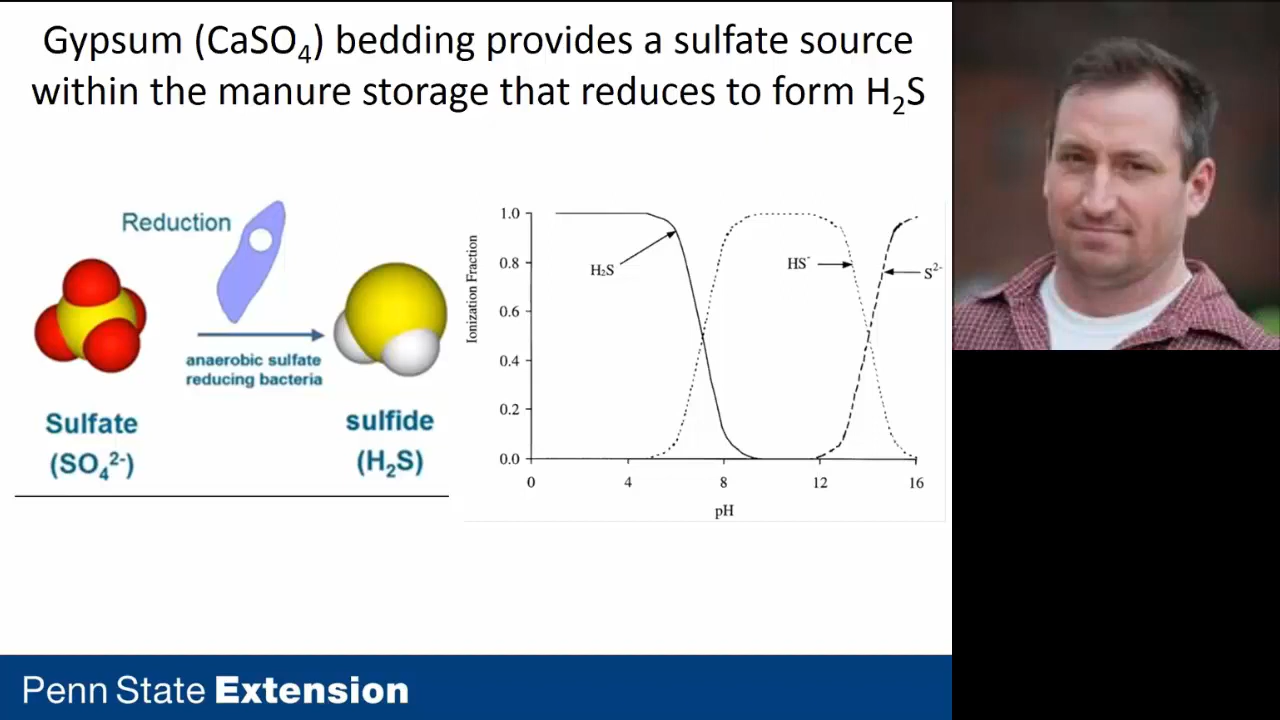 Gypsum (CaSO₄) bedding provides a sulfate source
within the manure storage that reduces to form H₂S
Reduction
anaerobic sulfate
reducing bacteria
Sulfate
(SO₄²⁻)
sulfide
(H₂S)
Ionization Fraction
1.0
0.8
0.6
0.4
0.2
0.0
H₂S
HS⁻
S²⁻
0 4 8 12 16
pH
Penn State Extension